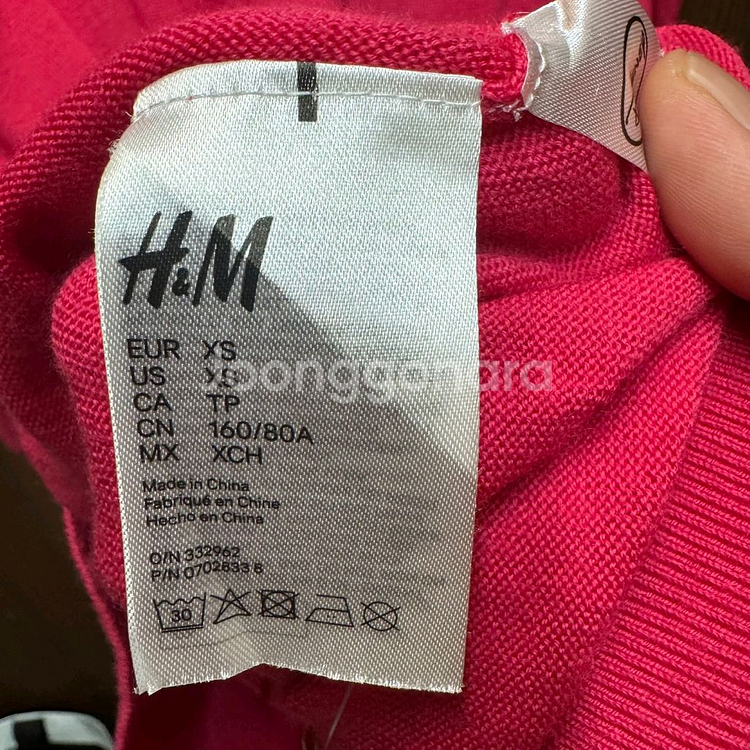 H&M
EUR XS
US XS
CA TP
CN 160/80A
MX XCH
joonggonara
Made in China
Fabriqué en Chine
Hecho en China
O/N 332962
P/N 0702833 8
30